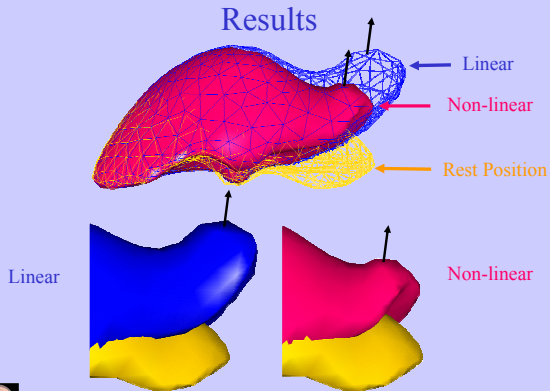 Results
Linear
Non-linear
Rest Position
Linear
Non-linear